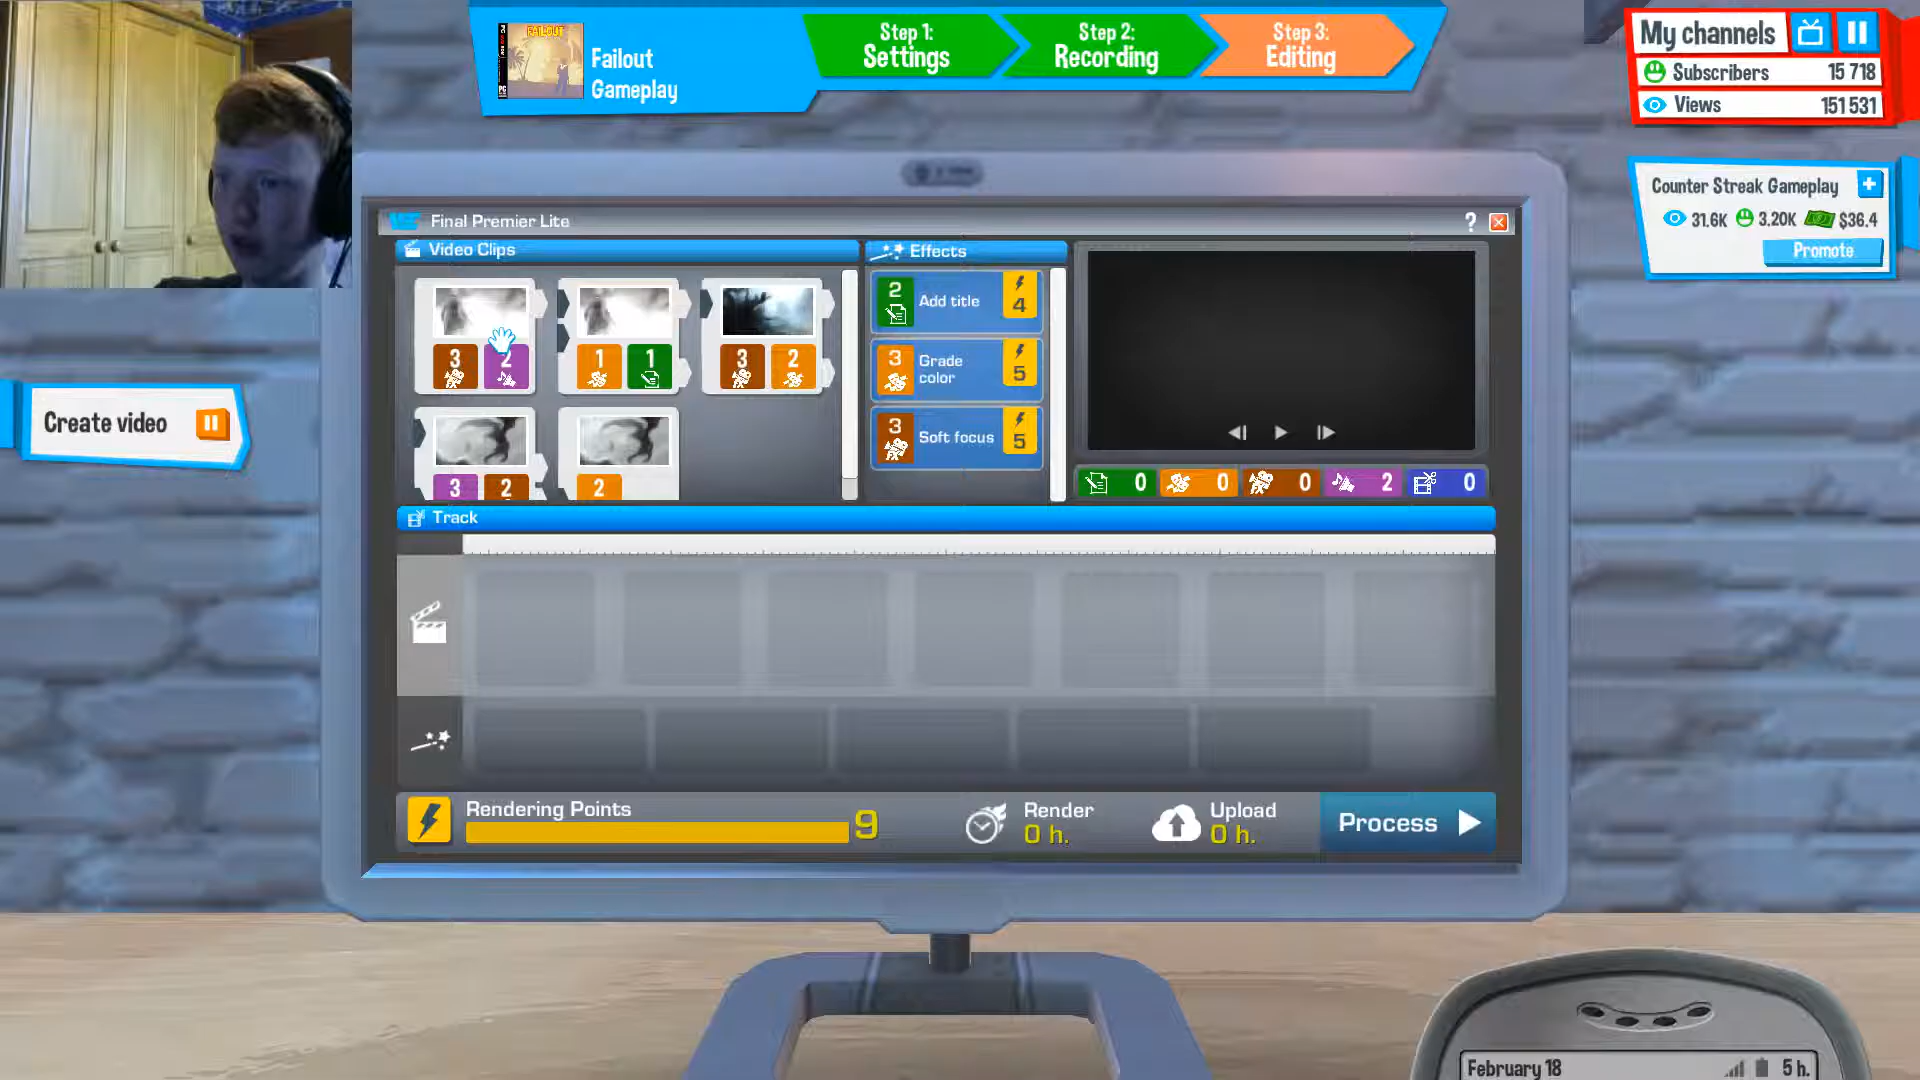 FAILOUT
Failout
Gameplay
Step 1:
Settings
Step 2:
Recording
Step 3:
Editing
My channels
Subscribers 15 718
Views 151 531
Counter Streak Gameplay
31.6K 3.20K $36.4
Promote
Create video
Final Premier Lite
?
Video Clips
Effects
3 2
1 1
3 2
3 2
2
2 Add title 4
3 Grade
color 5
3 Soft focus 5
0 0 0 2 0
Track
Rendering Points
9
Render
0 h.
Upload
0 h.
Process
February 18 5 h.